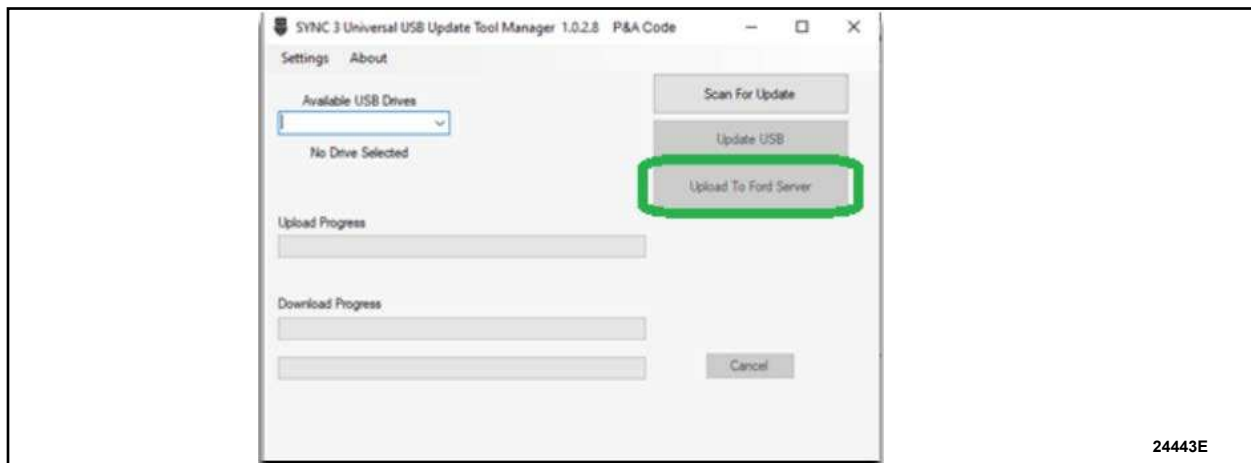 SYNC 3 Universal USB Update Tool Manager 1.0.2.8 P&A Code
Settings About
Available USB Drives
No Drive Selected
Scan For Update
Update USB
Upload To Ford Server
Upload Progress
Download Progress
Cancel
24443E